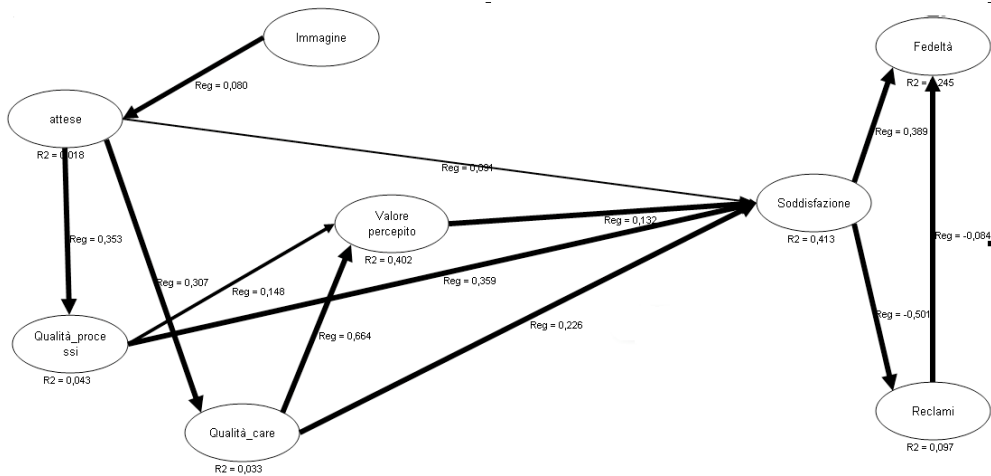 Immagine
Fedeltà
R2 = 0,245
Reg = 0,080
attese
R2 = 0,018
Reg = 0,389
Reg = 0,091
Soddisfazione
R2 = 0,413
Valore
percepito
R2 = 0,402
Reg = 0,132
Reg = 0,353
Reg = -0,084
Reg = 0,307
Reg = 0,148
Reg = 0,359
Qualità_proce
ssi
R2 = 0,043
Reg = 0,664
Reg = 0,226
Reg = -0,501
Qualità_care
R2 = 0,033
Reclami
R2 = 0,097